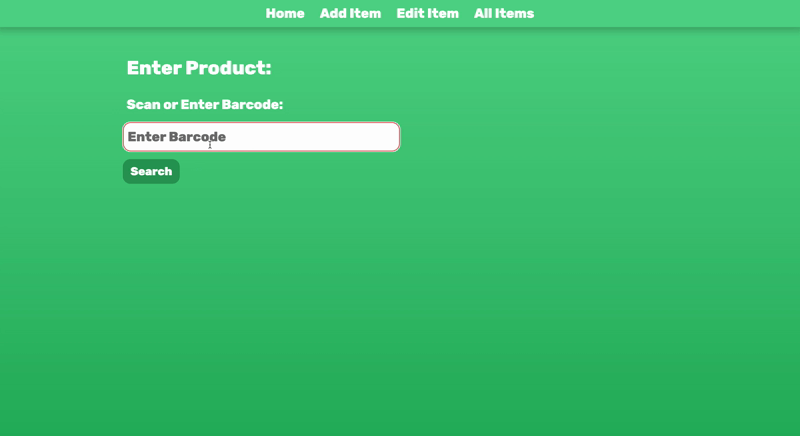 Home Add Item Edit Item All Items
Enter Product:
Scan or Enter Barcode:
Enter Barcode
Search